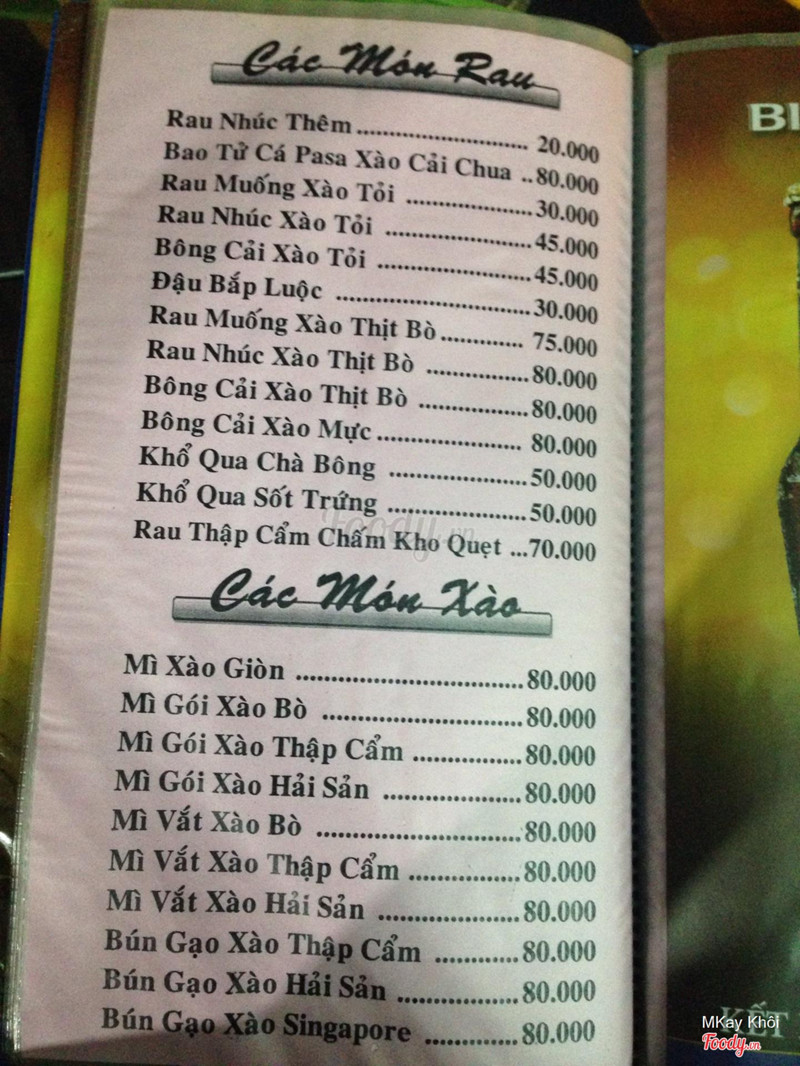 Các Món Rau
Rau Nhúc Thêm........................ 20.000
Bao Tử Cá Pasa Xào Cải Chua ..80.000
Rau Muống Xào Tỏi ..................30.000
Rau Nhúc Xào Tỏi .....................45.000
Bông Cải Xào Tỏi ......................45.000
Đậu Bắp Luộc ............................30.000
Rau Muống Xào Thịt Bò............ 75.000
Rau Nhúc Xào Thịt Bò ...............80.000
Bông Cải Xào Thịt Bò ................80.000
Bông Cải Xào Mực..................... 80.000
Khổ Qua Chà Bông ....................50.000
Khổ Qua Sốt Trứng ....................50.000
Rau Thập Cẩm Chấm Kho Quẹt ...70.000
Các Món Xào
Mì Xào Giòn .................................80.000
Mì Gói Xào Bò .............................80.000
Mì Gói Xào Thập Cẩm ................80.000
Mì Gói Xào Hải Sản ....................80.000
Mì Vắt Xào Bò .............................80.000
Mì Vắt Xào Thập Cẩm ................80.000
Mì Vắt Xào Hải Sản ....................80.000
Bún Gạo Xào Thập Cẩm ............80.000
Bún Gạo Xào Hải Sản .................80.000
Bún Gạo Xào Singapore .............80.000
BI
KẾT
Foody.vn
MKay Khôi
Foody.vn